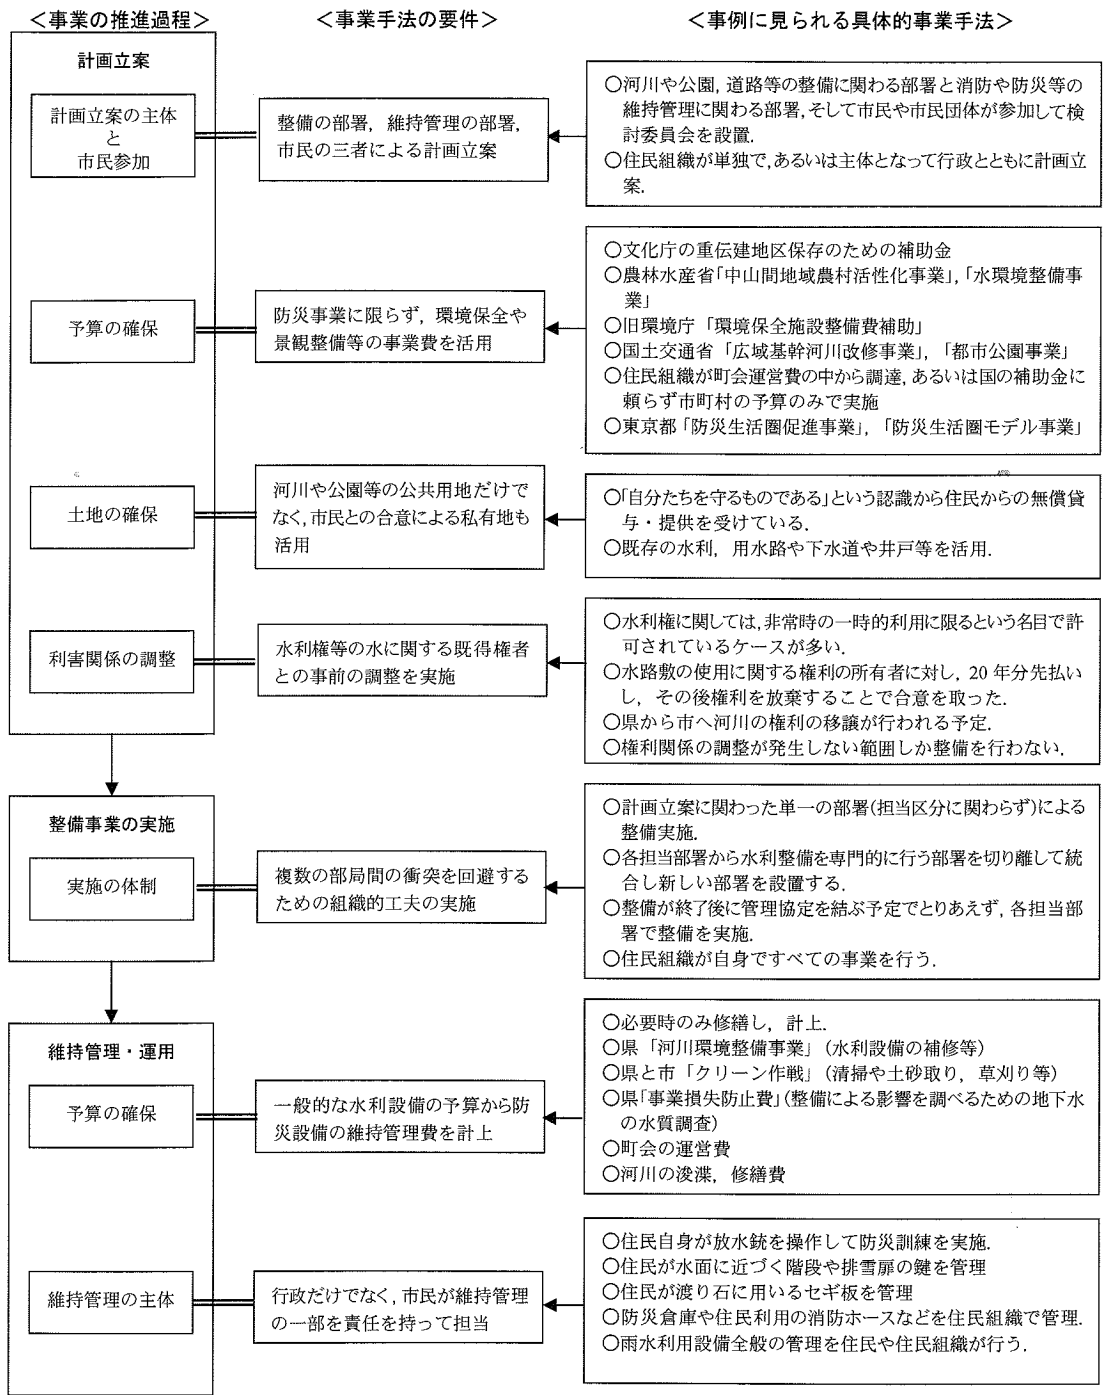 ＜事業の推進過程＞
＜事業手法の要件＞
＜事例に見られる具体的事業手法＞
計画立案
計画立案の主体
と
市民参加
整備の部署，維持管理の部署，
市民の三者による計画立案
○河川や公園，道路等の整備に関わる部署と消防や防災等の
維持管理に関わる部署，そして市民や市民団体が参加して検
討委員会を設置．
○住民組織が単独で，あるいは主体となって行政とともに計画立
案．
予算の確保
防災事業に限らず，環境保全や
景観整備等の事業費を活用
○文化庁の重伝建地区保存のための補助金
○農林水産省「中山間地域農村活性化事業」，「水環境整備事
業」
○旧環境庁「環境保全施設整備費補助」
○国土交通省「広域基幹河川改修事業」，「都市公園事業」
○住民組織が町会運営費の中から調達，あるいは国の補助金に
頼らず市町村の予算のみで実施
○東京都「防災生活圏促進事業」，「防災生活圏モデル事業」
土地の確保
河川や公園等の公共用地だけで
なく，市民との合意による私有地も
活用
○「自分たちを守るものである」という認識から住民からの無償貸
与・提供を受けている．
○既存の水利，用水路や下水道や井戸等を活用．
利害関係の調整
水利権等の水に関する既得権者
との事前の調整を実施
○水利権に関しては，非常時の一時的利用に限るという名目で許
可されているケースが多い．
○水路敷の使用に関する権利の所有者に対し，20年分先払い
し，その後権利を放棄することで合意を取った．
○県から市へ河川の権利の移譲が行われる予定．
○権利関係の調整が発生しない範囲しか整備を行わない．
整備事業の実施
実施の体制
複数の部局間の衝突を回避する
ための組織的工夫の実施
○計画立案に関わった単一の部署(担当区分に関わらず)による
整備実施．
○各担当部署から水利整備を専門的に行う部署を切り離して統
合し新しい部署を設置する．
○整備が終了後に管理協定を結ぶ予定でとりあえず，各担当部
署で整備を実施．
○住民組織が自身ですべての事業を行う．
維持管理・運用
予算の確保
一般的な水利設備の予算から防
災設備の維持管理費を計上
○必要時のみ修繕し，計上．
○県「河川環境整備事業」（水利設備の補修等）
○県と市「クリーン作戦」（清掃や土砂取り，草刈り等）
○県「事業損失防止費」（整備による影響を調べるための地下水
の水質調査）
○町会の運営費
○河川の浚渫，修繕費
維持管理の主体
行政だけでなく，市民が維持管理
の一部を責任を持って担当
○住民自身が放水銃を操作して防災訓練を実施．
○住民が水面に近づく階段や排雪扉の鍵を管理
○住民が渡り石に用いるセギ板を管理
○防災倉庫や住民利用の消防ホースなどを住民組織で管理．
○雨水利用設備全般の管理を住民や住民組織が行う．